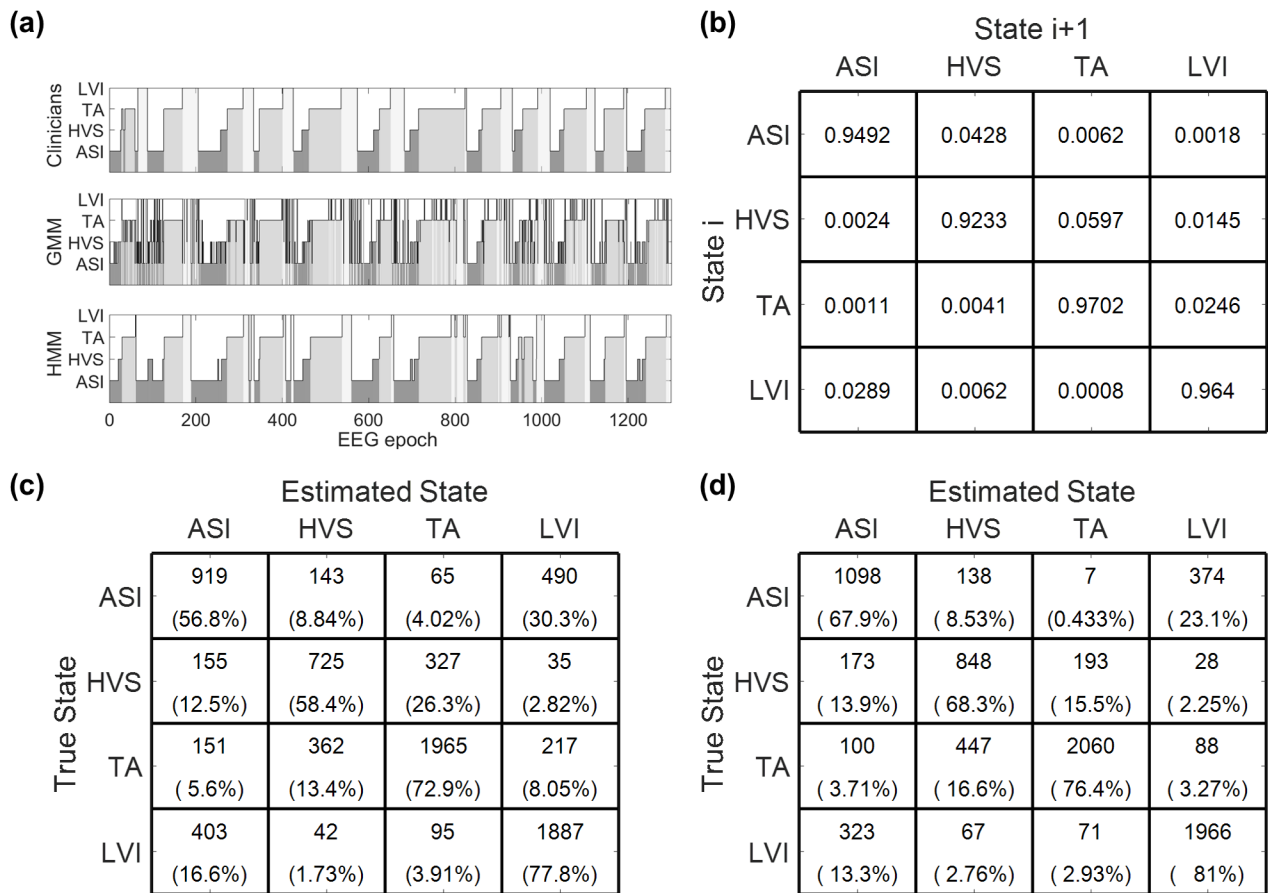 (a)
Clinicians
LVI
TA
HVS
ASI
GMM
LVI
TA
HVS
ASI
HMM
LVI
TA
HVS
ASI
0 200 400 600 800 1000 1200
EEG epoch
(b)
State i+1
ASI HVS TA LVI
State i
ASI 0.9492 0.0428 0.0062 0.0018
HVS 0.0024 0.9233 0.0597 0.0145
TA 0.0011 0.0041 0.9702 0.0246
LVI 0.0289 0.0062 0.0008 0.964
(c)
Estimated State
ASI HVS TA LVI
True State
ASI 919 143 65 490
(56.8%) (8.84%) (4.02%) (30.3%)
HVS 155 725 327 35
(12.5%) (58.4%) (26.3%) (2.82%)
TA 151 362 1965 217
( 5.6%) (13.4%) (72.9%) (8.05%)
LVI 403 42 95 1887
(16.6%) (1.73%) (3.91%) (77.8%)
(d)
Estimated State
ASI HVS TA LVI
True State
ASI 1098 138 7 374
( 67.9%) ( 8.53%) (0.433%) ( 23.1%)
HVS 173 848 193 28
( 13.9%) ( 68.3%) ( 15.5%) ( 2.25%)
TA 100 447 2060 88
( 3.71%) ( 16.6%) ( 76.4%) ( 3.27%)
LVI 323 67 71 1966
( 13.3%) ( 2.76%) ( 2.93%) ( 81%)